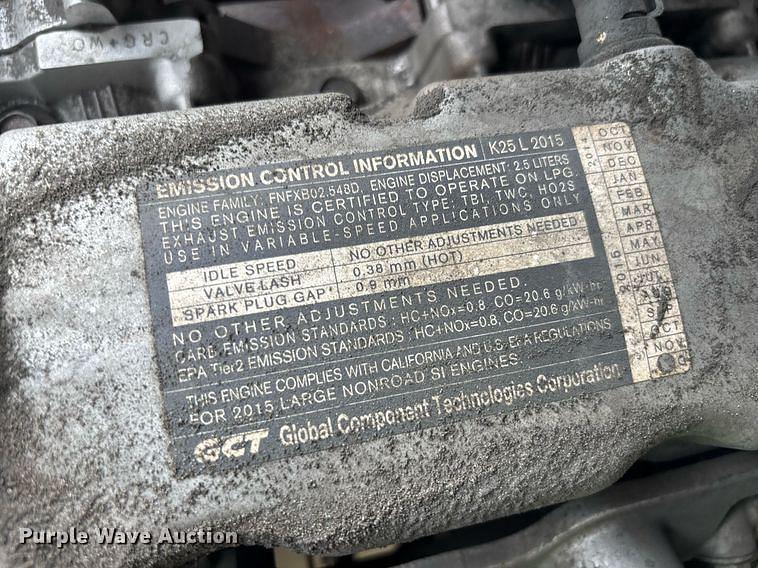 CRG+WO
EMISSION CONTROL INFORMATION K25 L 2015
ENGINE FAMILY: FNFXB02.548D, ENGINE DISPLACEMENT: 2.5 LITERS
THIS ENGINE IS CERTIFIED TO OPERATE ON LPG.
EXHAUST EMISSION CONTROL TYPE: TBI, TWC, HO2S
USE IN VARIABLE-SPEED APPLICATIONS ONLY
IDLE SPEED NO OTHER ADJUSTMENTS NEEDED
VALVE LASH 0.38 mm (HOT)
SPARK PLUG GAP 0.9 mm
NO OTHER ADJUSTMENTS NEEDED.
CARB EMISSION STANDARDS : HC+NOx=0.8, CO=20.6 g/kW-hr
EPA Tier2 EMISSION STANDARDS : HC+NOx=0.8, CO=20.6 g/kW-hr
THIS ENGINE COMPLIES WITH CALIFORNIA AND U.S. EPA REGULATIONS
FOR 2015 LARGE NONROAD SI ENGINES.
GCT Global Component Technologies Corporation
OCT
NOV
DEC
JAN
FEB
MAR
APR
MAY
JUN
JUL
OCT
NOV
Purple Wave Auction